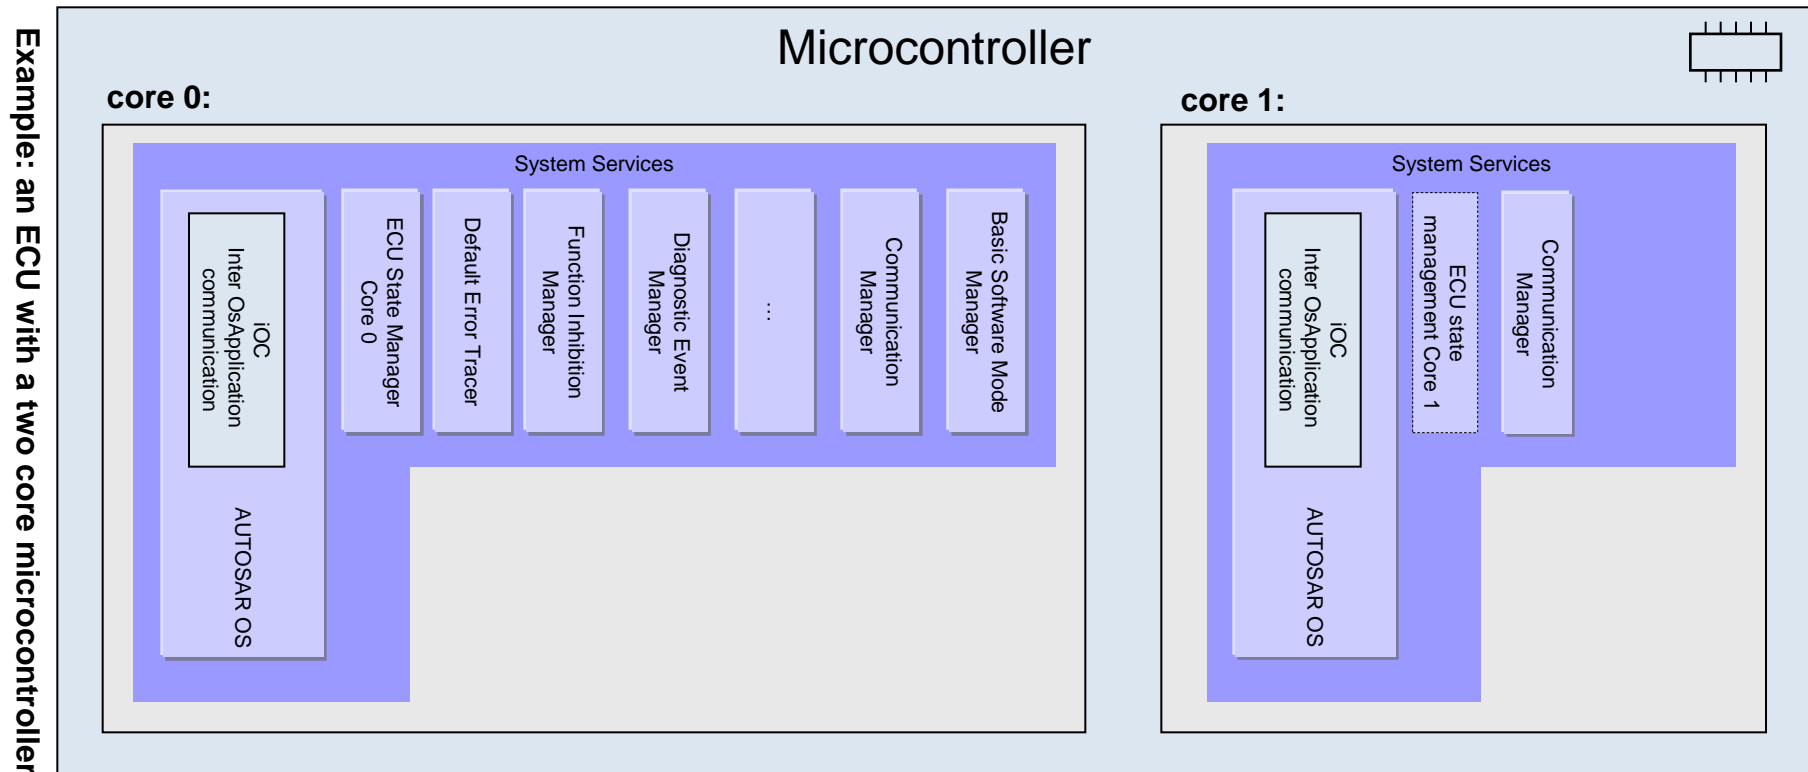 Example: an ECU with a two core microcontroller
Microcontroller
core 0:
System Services
iOC
Inter OsApplication
communication
AUTOSAR OS
ECU State Manager
Core 0
Default Error Tracer
Function Inhibition
Manager
Diagnostic Event
Manager
...
Communication
Manager
Basic Software Mode
Manager
core 1:
System Services
iOC
Inter OsApplication
communication
AUTOSAR OS
ECU state
management Core 1
Communication
Manager